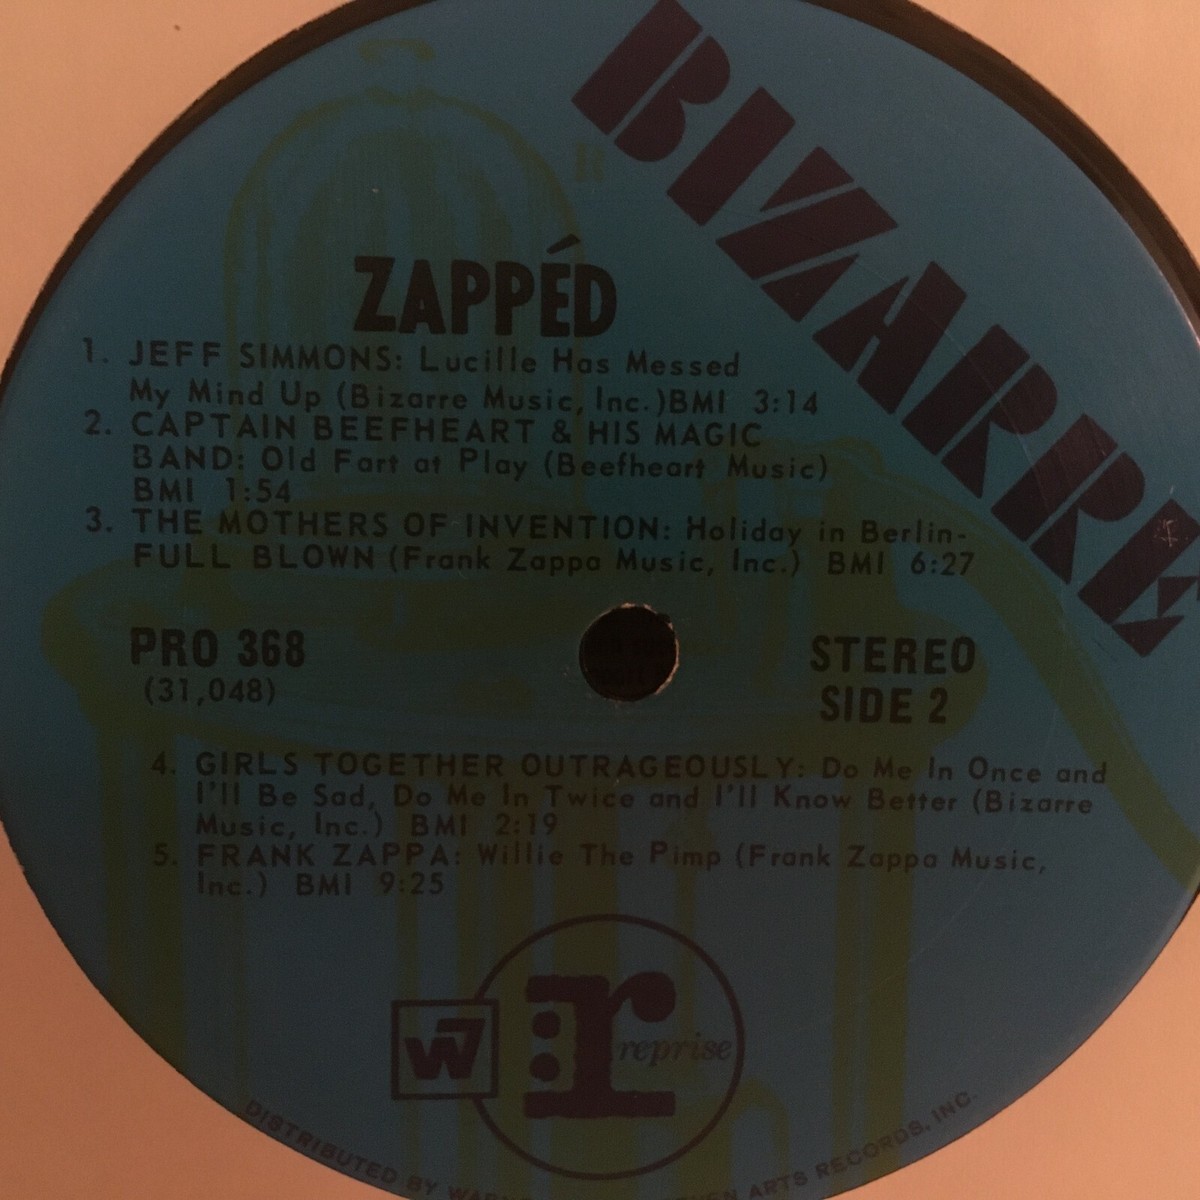 BIZARRE
R
ZAPPÉD
1. JEFF SIMMONS: Lucille Has Messed
My Mind Up (Bizarre Music, Inc.)BMI 3:14
2. CAPTAIN BEEFHEART & HIS MAGIC
BAND: Old Fart at Play (Beefheart Music)
BMI 1:54
3. THE MOTHERS OF INVENTION: Holiday in Berlin-
FULL BLOWN (Frank Zappa Music, Inc.) BMI 6:27
PRO 368
(31,048)
STEREO
SIDE 2
4. GIRLS TOGETHER OUTRAGEOUSLY: Do Me In Once and
I'll Be Sad, Do Me In Twice and I'll Know Better (Bizarre
Music, Inc.) BMI 2:19
5. FRANK ZAPPA: Willie The Pimp (Frank Zappa Music,
Inc.) BMI 9:25
W7
r: reprise
DISTRIBUTED BY ARTS RECORDS, INC.